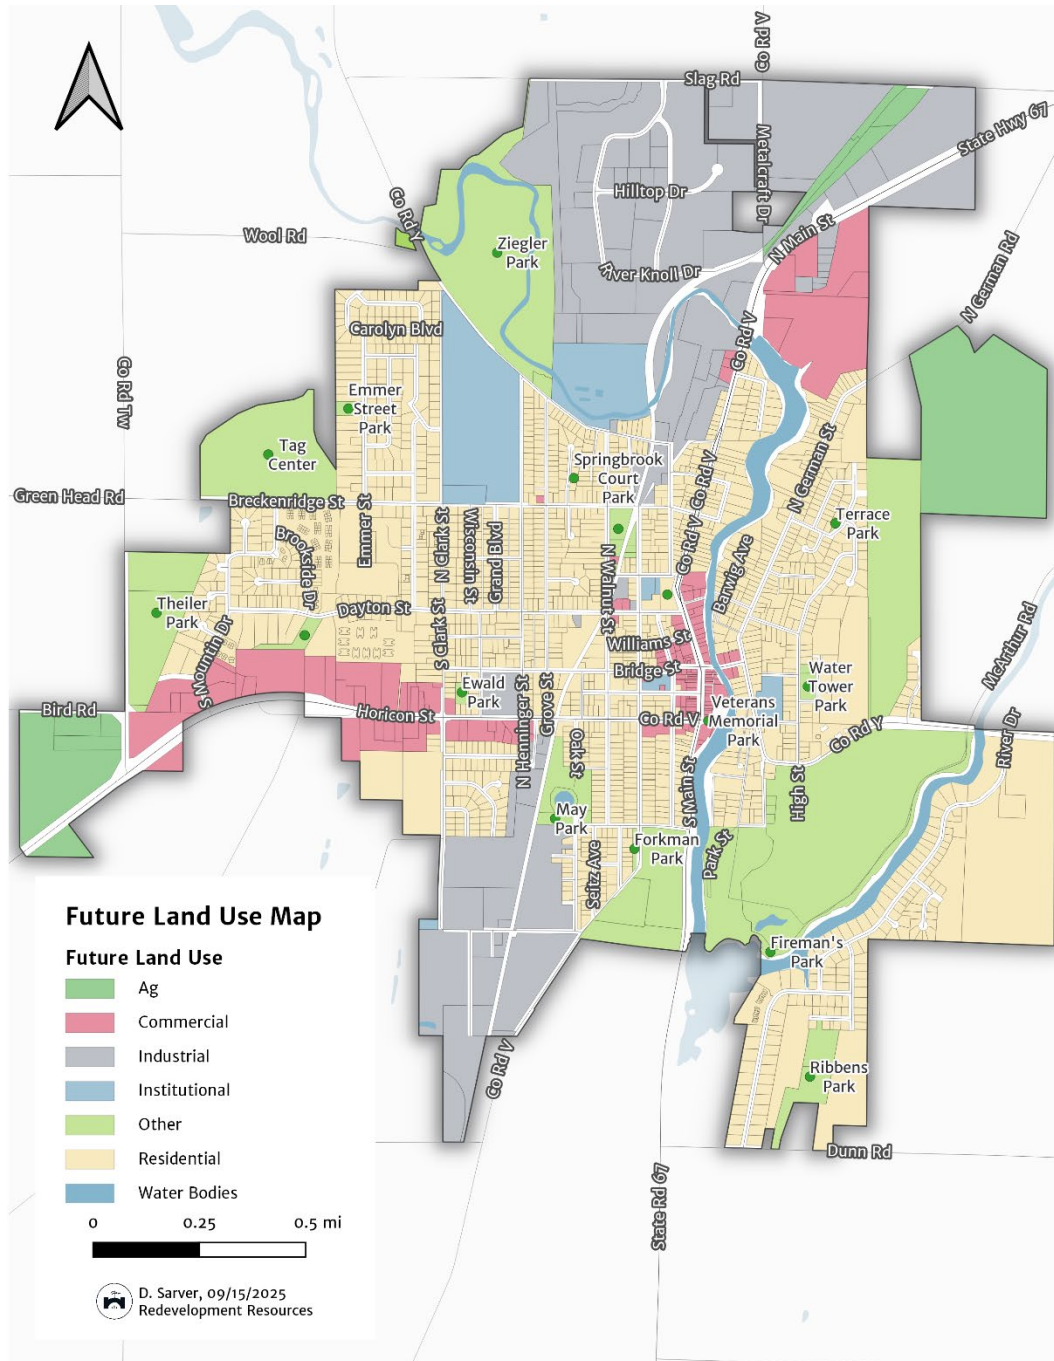 Slag Rd
Co Rd V
State Hwy 67
Metalcraft Dr
Hilltop Dr
Co Rd Y
Wool Rd
Ziegler
Park
N Main St
River Knoll Dr
N German Rd
Carolyn Blvd
Co Rd V
Co Rd Tw
Emmer
Street
Park
Tag
Center
Springbrook
Court
Park
N German St
Co Rd V
Green Head Rd
Breckenridge St
Terrace
Park
Emmer St
N Clark St
Wisconsin St
Grand Blvd
Brookside Dr
N Walnut St
Co Rd V
Barwig Ave
Theiler
Park
Dayton St
S Mountin Dr
S Clark St
Williams St
Bridge St
McArthur Rd
Ewald
Park
Water
Tower
Park
Bird Rd
Horicon St
N Henninger St
Grove St
Co Rd V
Veterans
Memorial
Park
Co Rd Y
River Dr
Oak St
S Main St
High St
May
Park
Forkman
Park
Park St
Seitz Ave
Fireman's
Park
Ribbens
Park
Co Rd V
Dunn Rd
State Rd 67
Future Land Use Map
Future Land Use
Ag
Commercial
Industrial
Institutional
Other
Residential
Water Bodies
0 0.25 0.5 mi
D. Sarver, 09/15/2025
Redevelopment Resources